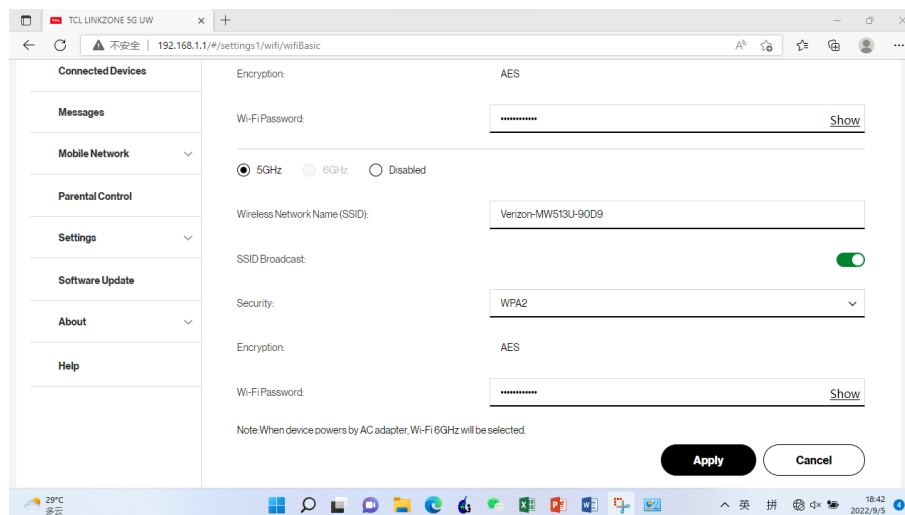 TCL TCL LINKZONE 5G UW
不安全 | 192.168.1.1/#/settings1/wifi/wifiBasic
Connected Devices
Encryption: AES
Messages
Wi-Fi Password: •••••••••••• Show
Mobile Network
5GHz 6GHz Disabled
Parental Control
Wireless Network Name (SSID): Verizon-MW513U-90D9
Settings
SSID Broadcast:
Software Update
Security: WPA2
About
Encryption: AES
Help
Wi-Fi Password: •••••••••••• Show
Note:When device powers by AC adapter, Wi-Fi 6GHz will be selected.
Apply Cancel
29°C
多云
英 拼
18:42
2022/9/5
4